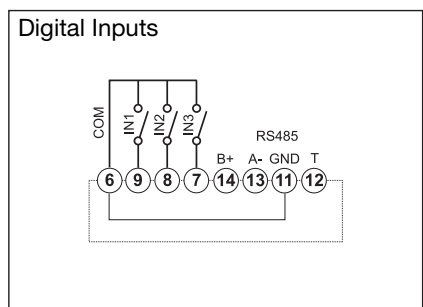 Digital Inputs
COM
IN1
IN2
IN3
RS485
B+ A- GND T
6 9 8 7 14 13 11 12